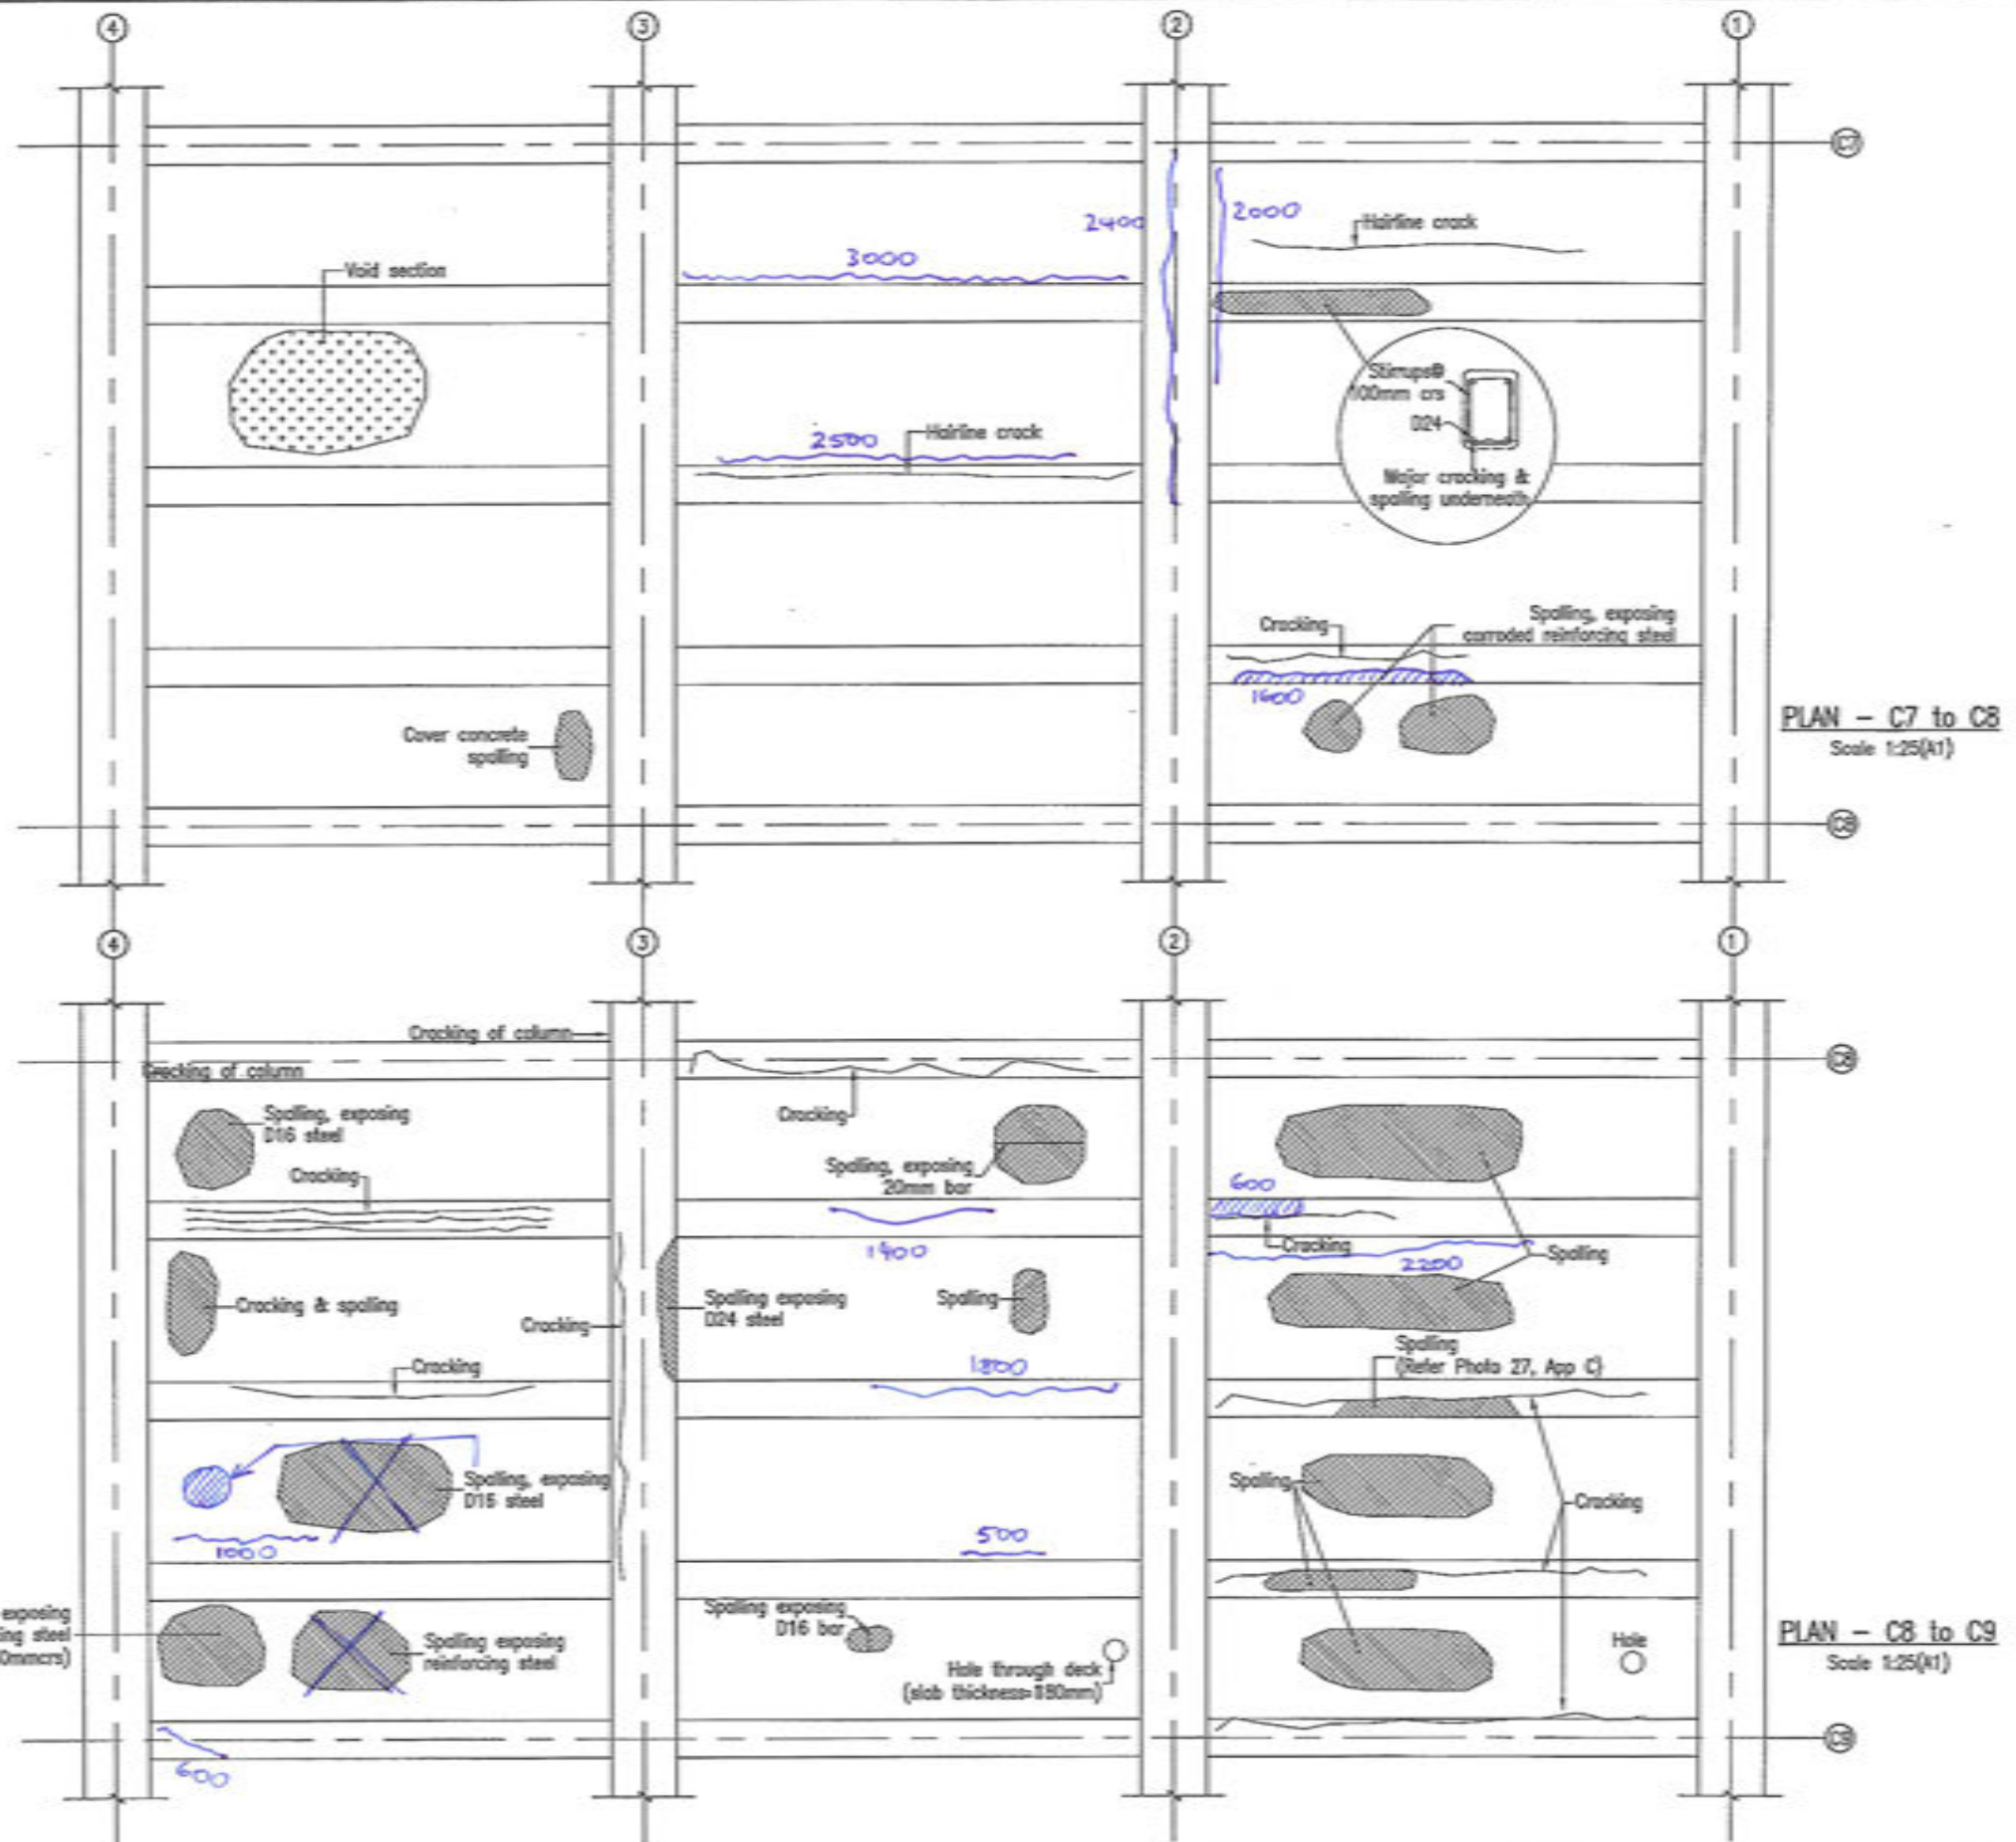 4
3
2
1
C7
2400
2000
Hairline crack
3000
Void section
Stirrups@
100mm crs
D24
Major cracking &
spalling underneath
2500
Hairline crack
Cracking
Spalling, exposing
corroded reinforcing steel
1600
Cover concrete
spalling
PLAN - C7 to C8
Scale 1:25(A1)
C8
4
3
2
1
Cracking of column
C8
Cracking of column
Cracking
Spalling, exposing
D16 steel
Cracking
Spalling, exposing
20mm bar
600
Cracking
Spalling
2200
Cracking & spalling
Cracking
Spalling exposing
D24 steel
Spalling
Spalling
(Refer Photo 27, App C)
Cracking
1800
Spalling, exposing
D16 steel
Spalling
Cracking
1000
500
exposing
ing steel
0mmcrs)
Spalling exposing
reinforcing steel
Spalling exposing
D16 bar
Hole through deck
(slab thickness=180mm)
Hole
PLAN - C8 to C9
Scale 1:25(A1)
C9
600